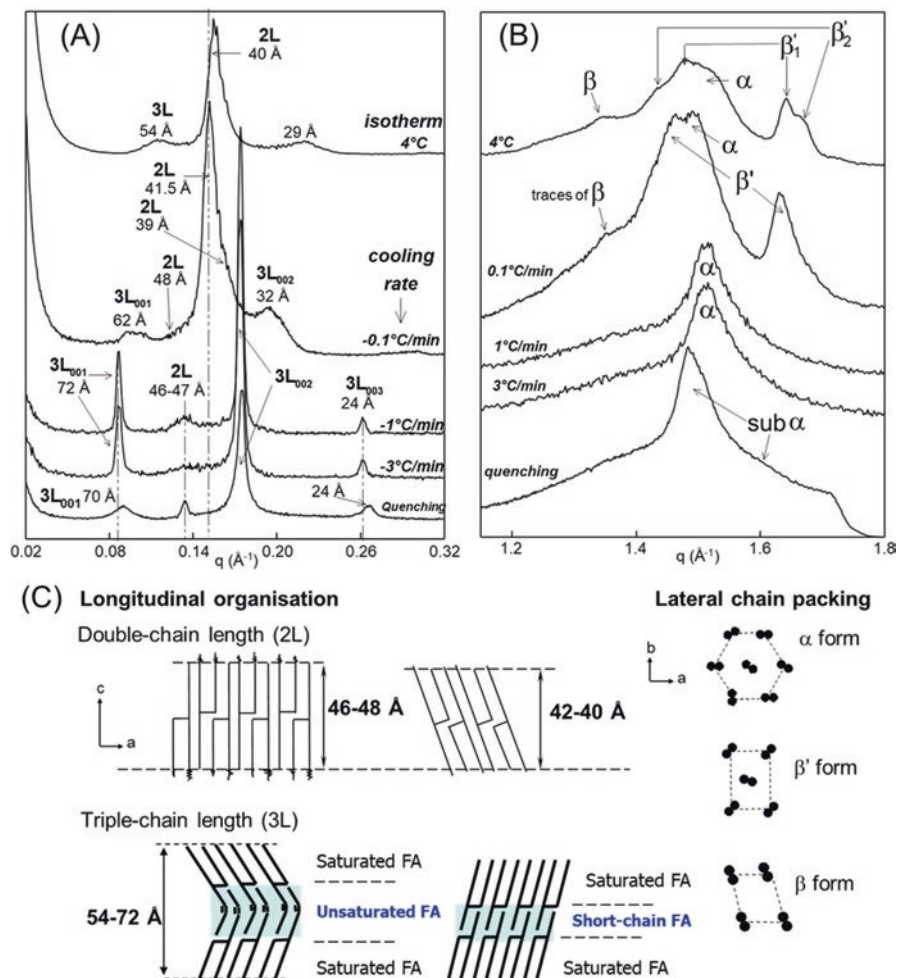 (A)
2L
40 Å
3L
54 Å
29 Å
isotherm
4°C
2L
41.5 Å
2L
39 Å
2L
48 Å
3L001
62 Å
3L002
32 Å
cooling
rate
-0.1°C/min
3L001
72 Å
2L
46-47 Å
3L002
3L003
24 Å
-1°C/min
-3°C/min
3L001 70 Å
24 Å
Quenching
0.02 0.08 0.14 0.20 0.26 0.32
q (Å-1)
(B)
β'2
β'1
β
α
4°C
α
β'
traces of β
0.1°C/min
α
1°C/min
α
3°C/min
sub α
quenching
1.2 1.4 1.6 1.8
q (Å-1)
(C) Longitudinal organisation
Double-chain length (2L)
c
a
46-48 Å
42-40 Å
Triple-chain length (3L)
54-72 Å
Saturated FA
Unsaturated FA
Saturated FA
Saturated FA
Short-chain FA
Saturated FA
Lateral chain packing
b
a
α form
β' form
β form